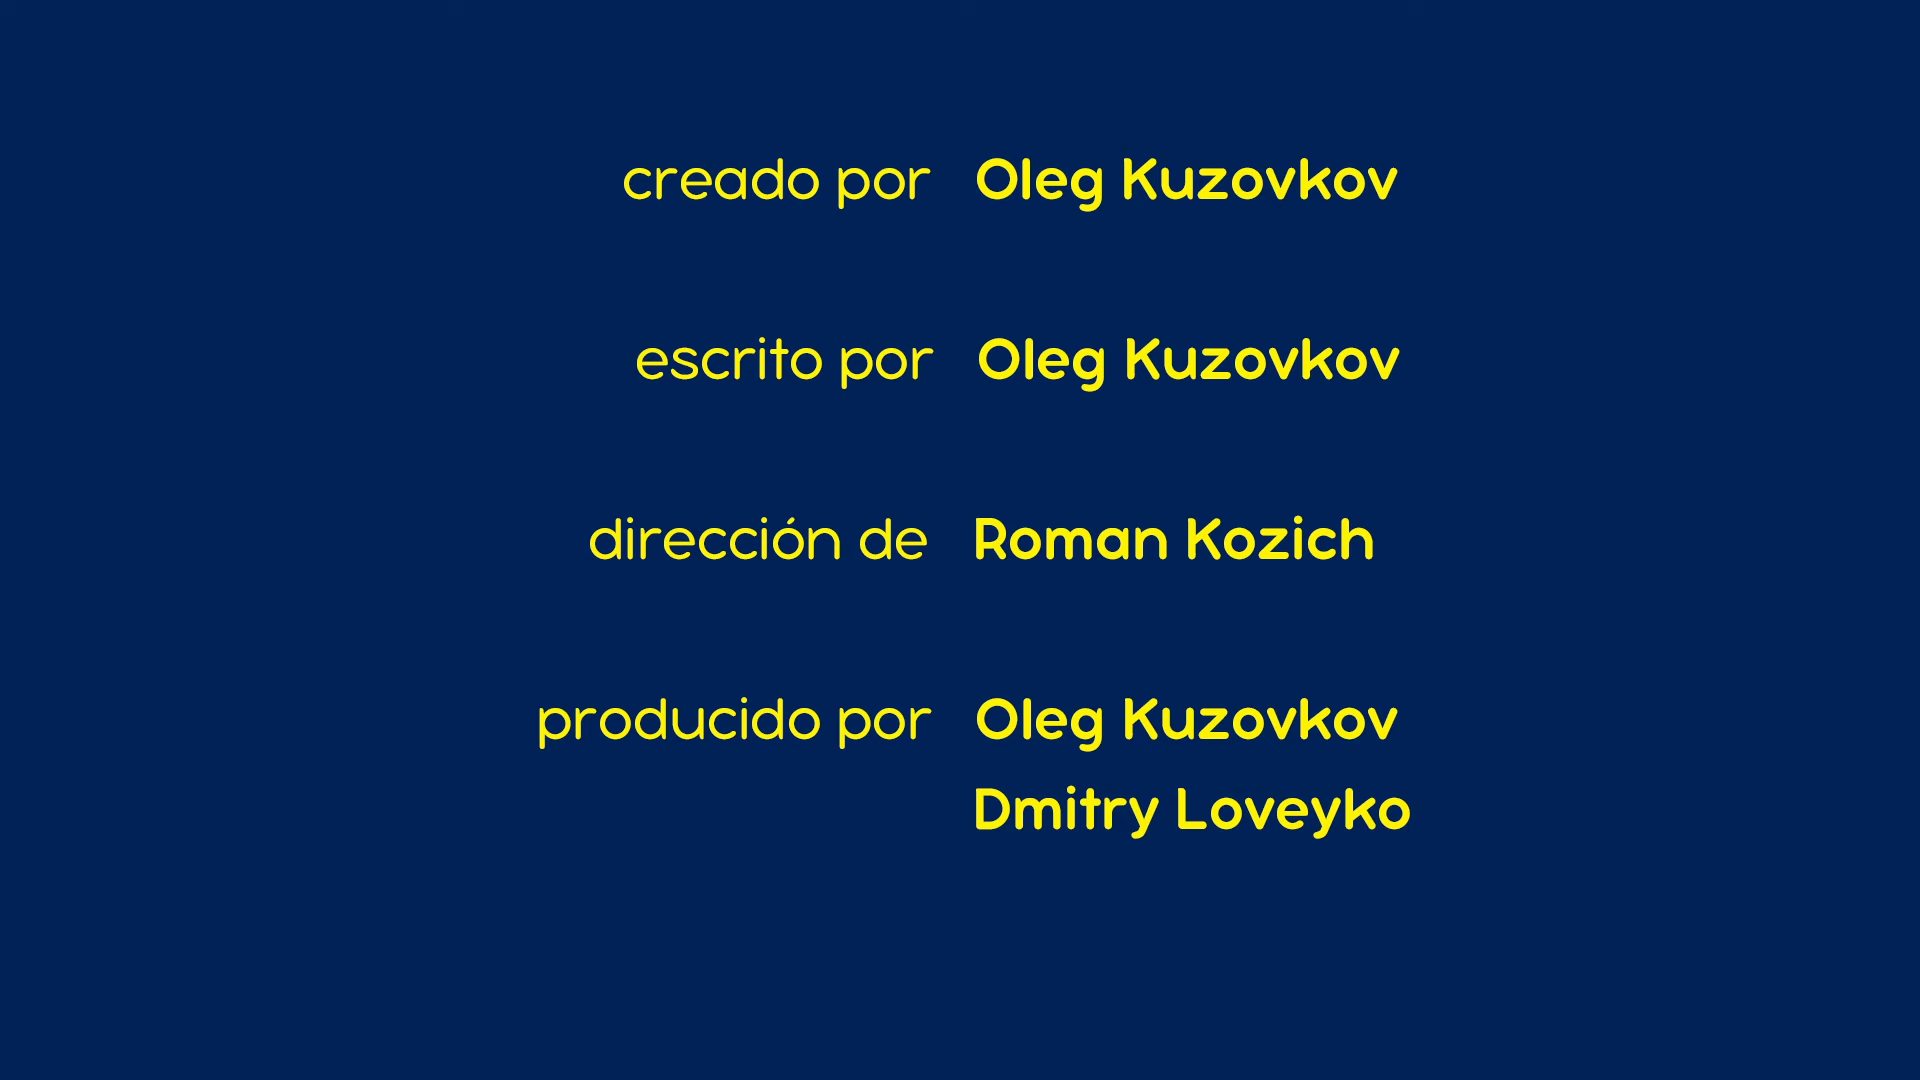 creado por Oleg Kuzovkov
escrito por Oleg Kuzovkov
dirección de Roman Kozich
producido por Oleg Kuzovkov
Dmitry Loveyko